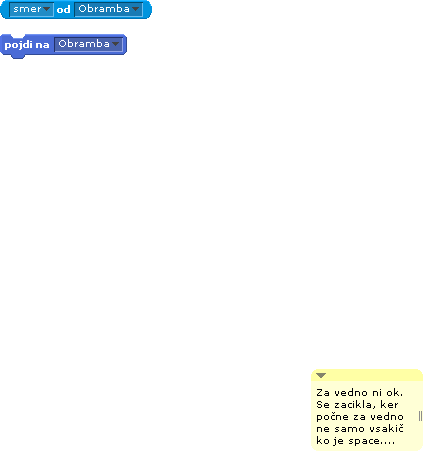 smer od Obramba
pojdi na Obramba
Za vedno ni ok.
Se zacikla, ker
počne za vedno
ne samo vsakič
ko je space....